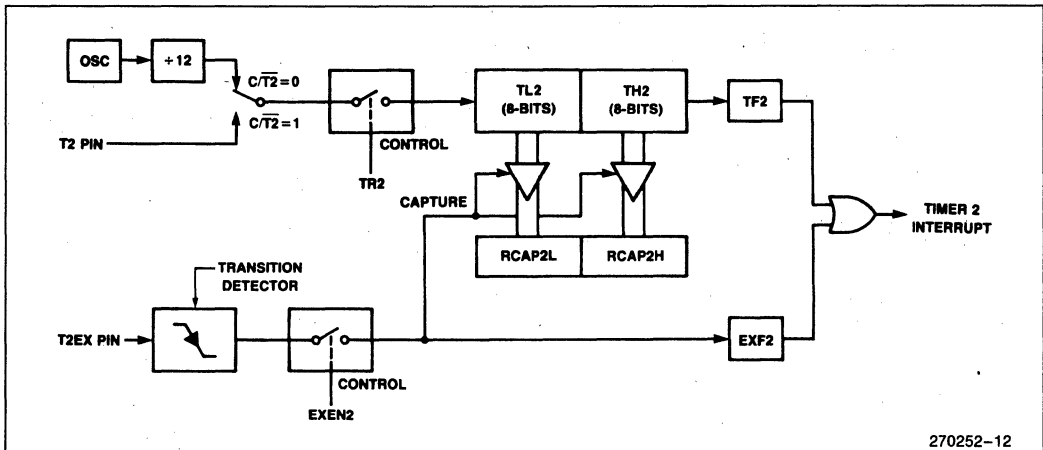 OSC
÷12
C/T2̅=0
C/T2̅=1
T2 PIN
CONTROL
TR2
TL2
(8-BITS)
TH2
(8-BITS)
TF2
CAPTURE
TIMER 2
INTERRUPT
RCAP2L
RCAP2H
TRANSITION
DETECTOR
T2EX PIN
CONTROL
EXEN2
EXF2
270252–12